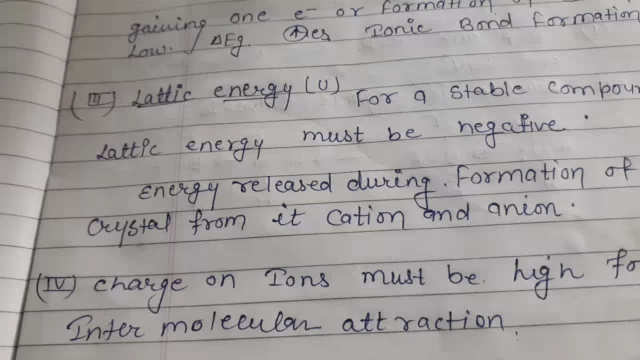 gaining one e- or formation of
Low. / ΔEg. ↑es Ionic Bond formation
(III) Lattic energy (U) For a stable compoun
Lattic energy must be negative.
energy released during formation of
crystal from it cation and anion.
(IV) charge on Ions must be high fo
Inter molecular attraction.